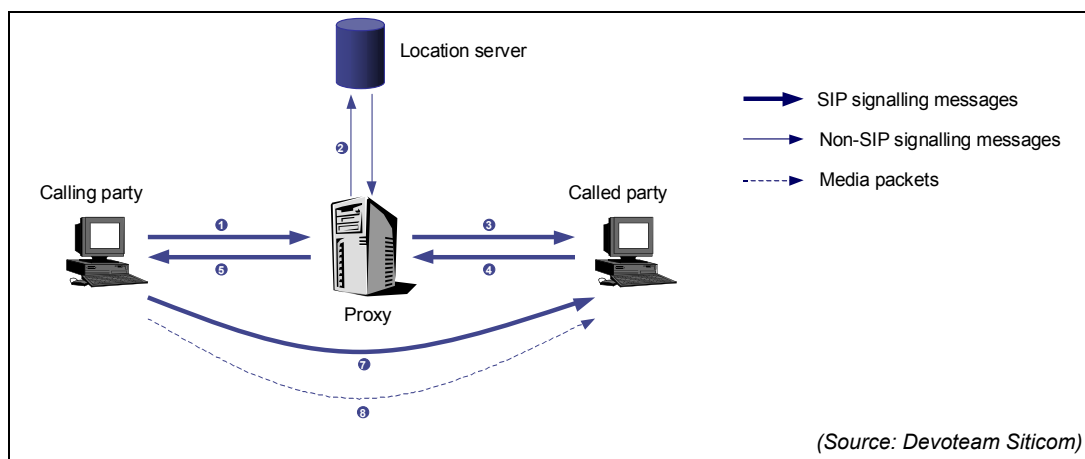 Location server
SIP signalling messages
Non-SIP signalling messages
Media packets
2
Calling party
Called party
1
3
5
4
Proxy
7
8
(Source: Devoteam Siticom)